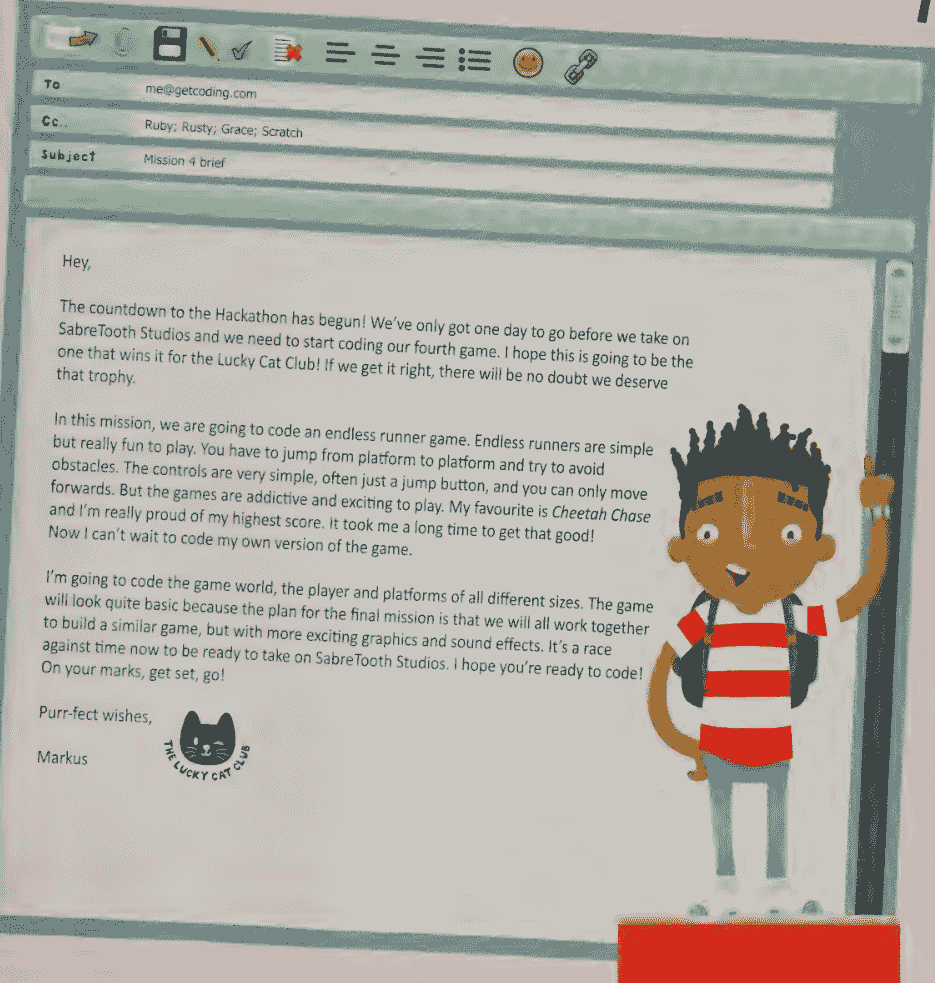 To me@getcoding.com
Cc.. Ruby; Rusty; Grace; Scratch
Subject Mission 4 brief
Hey,
The countdown to the Hackathon has begun! We've only got one day to go before we take on
SabreTooth Studios and we need to start coding our fourth game. I hope this is going to be the
one that wins it for the Lucky Cat Club! If we get it right, there will be no doubt we deserve
that trophy.
In this mission, we are going to code an endless runner game. Endless runners are simple
but really fun to play. You have to jump from platform to platform and try to avoid
obstacles. The controls are very simple, often just a jump button, and you can only move
forwards. But the games are addictive and exciting to play. My favourite is Cheetah Chase
and I'm really proud of my highest score. It took me a long time to get that good!
Now I can't wait to code my own version of the game.
I'm going to code the game world, the player and platforms of all different sizes. The game
will look quite basic because the plan for the final mission is that we will all work together
to build a similar game, but with more exciting graphics and sound effects. It's a race
against time now to be ready to take on SabreTooth Studios. I hope you're ready to code!
On your marks, get set, go!
Purr-fect wishes,
Markus
THE LUCKY CAT CLUB